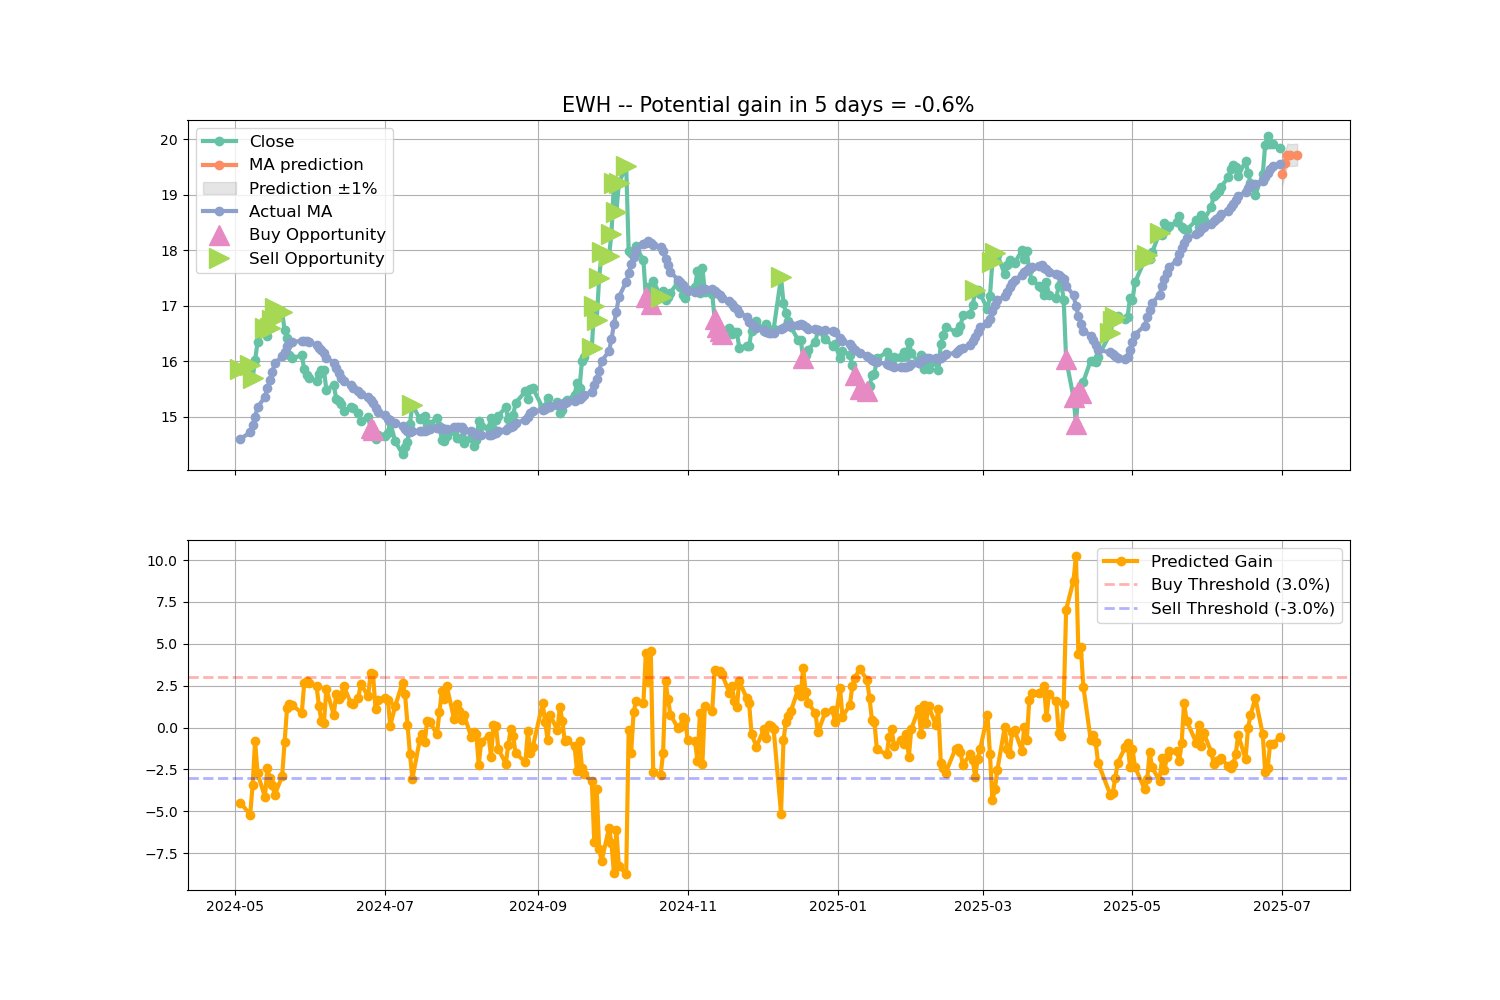 EWH -- Potential gain in 5 days = -0.6%
Close
MA prediction
Prediction ±1%
Actual MA
Buy Opportunity
Sell Opportunity
20
19
18
17
16
15
Predicted Gain
Buy Threshold (3.0%)
Sell Threshold (-3.0%)
10.0
7.5
5.0
2.5
0.0
−2.5
−5.0
−7.5
2024-05 2024-07 2024-09 2024-11 2025-01 2025-03 2025-05 2025-07